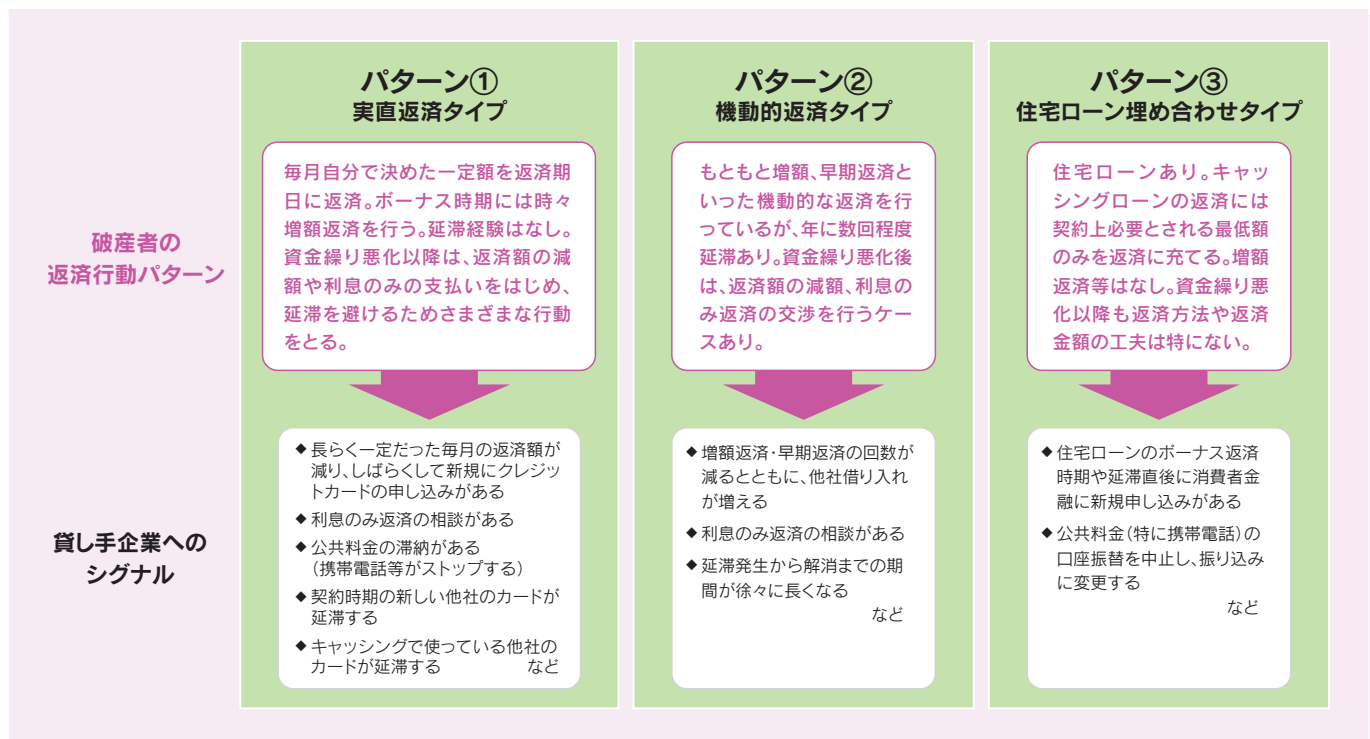 パターン①
実直返済タイプ
パターン②
機動的返済タイプ
パターン③
住宅ローン埋め合わせタイプ
破産者の
返済行動パターン
毎月自分で決めた一定額を返済期
日に返済。ボーナス時期には時々
増額返済を行う。延滞経験はなし。
資金繰り悪化以降は、返済額の減
額や利息のみの支払いをはじめ、
延滞を避けるためさまざまな行動
をとる。
もともと増額、早期返済と
いった機動的な返済を行
っているが、年に数回程度
延滞あり。資金繰り悪化後
は、返済額の減額、利息の
み返済の交渉を行うケー
スあり。
住宅ローンあり。キャッ
シングローンの返済には
契約上必要とされる最低額
のみを返済に充てる。増額
返済等はなし。資金繰り悪
化以降も返済方法や返済
金額の工夫は特にない。
貸し手企業への
シグナル
◆長らく一定だった毎月の返済額が
減り、しばらくして新規にクレジッ
トカードの申し込みがある
◆利息のみ返済の相談がある
◆公共料金の滞納がある
（携帯電話等がストップする）
◆契約時期の新しい他社のカードが
延滞する
◆キャッシングで使っている他社の
カードが延滞する など
◆増額返済・早期返済の回数が
減るとともに、他社借り入れ
が増える
◆利息のみ返済の相談がある
◆延滞発生から解消までの期
間が徐々に長くなる
など
◆住宅ローンのボーナス返済
時期や延滞直後に消費者金
融に新規申し込みがある
◆公共料金（特に携帯電話）の
口座振替を中止し、振り込み
に変更する
など